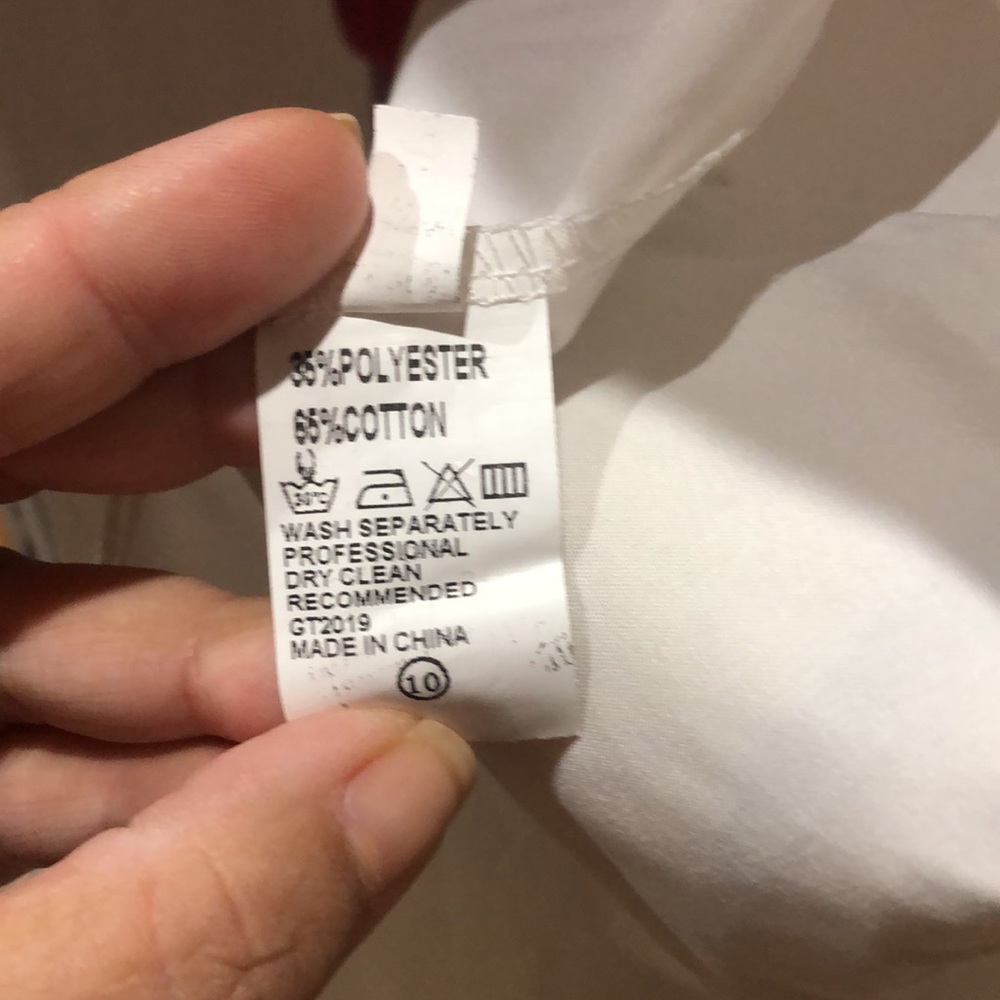 35%POLYESTER
65%COTTON
30°C
WASH SEPARATELY
PROFESSIONAL
DRY CLEAN
RECOMMENDED
GT2019
MADE IN CHINA
10